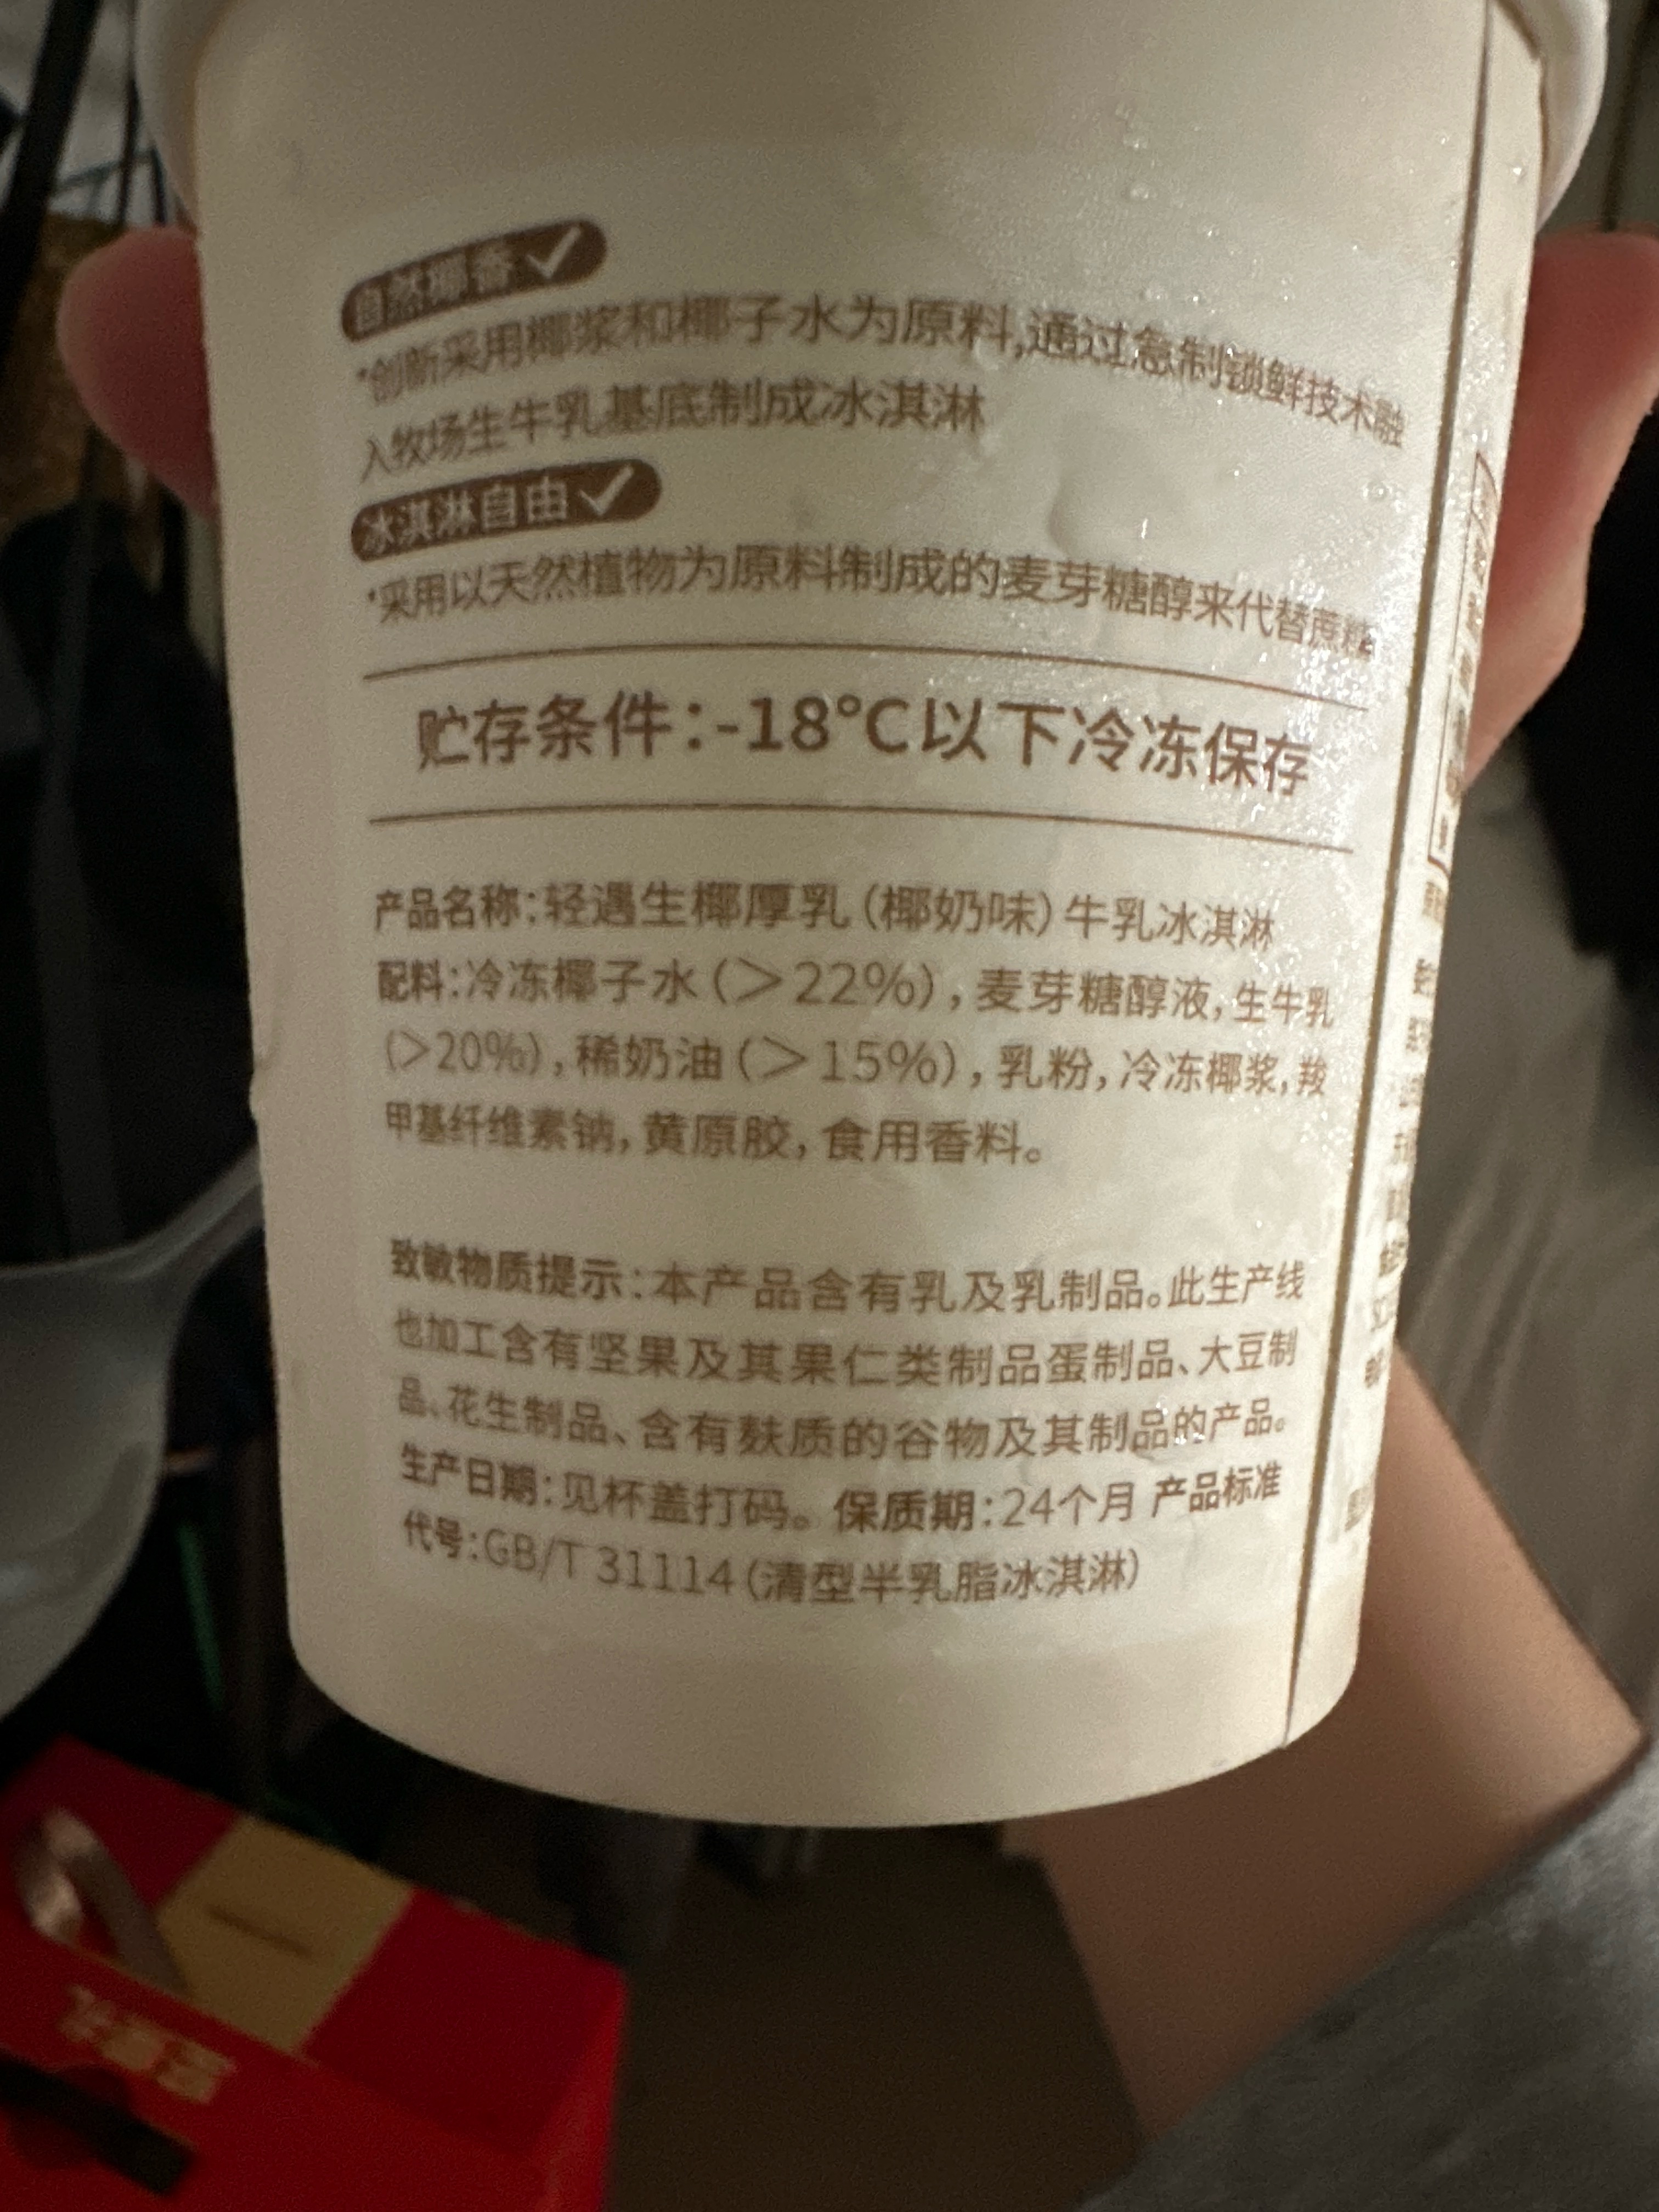 自然椰香
*创新采用椰浆和椰子水为原料,通过急制锁鲜技术融
入牧场生牛乳基底制成冰淇淋
冰淇淋自由
*采用以天然植物为原料制成的麦芽糖醇来代替蔗糖
贮存条件:-18℃以下冷冻保存
产品名称:轻遇生椰厚乳(椰奶味)牛乳冰淇淋
配料:冷冻椰子水(>22%),麦芽糖醇液,生牛乳
(>20%),稀奶油(>15%),乳粉,冷冻椰浆,羧
甲基纤维素钠,黄原胶,食用香料。
致敏物质提示:本产品含有乳及乳制品。此生产线
也加工含有坚果及其果仁类制品蛋制品、大豆制
品、花生制品、含有麸质的谷物及其制品的产品。
生产日期:见杯盖打码。保质期:24个月 产品标准
代号:GB/T 31114(清型半乳脂冰淇淋)